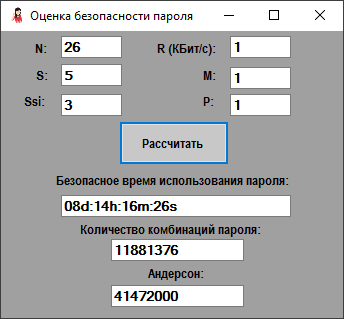 Оценка безопасности пароля
N: 26 R (КБит/с): 1
S: 5 M: 1
Ssi: 3 P: 1
Рассчитать
Безопасное время использования пароля:
08d:14h:16m:26s
Количество комбинаций пароля:
11881376
Андерсон:
41472000